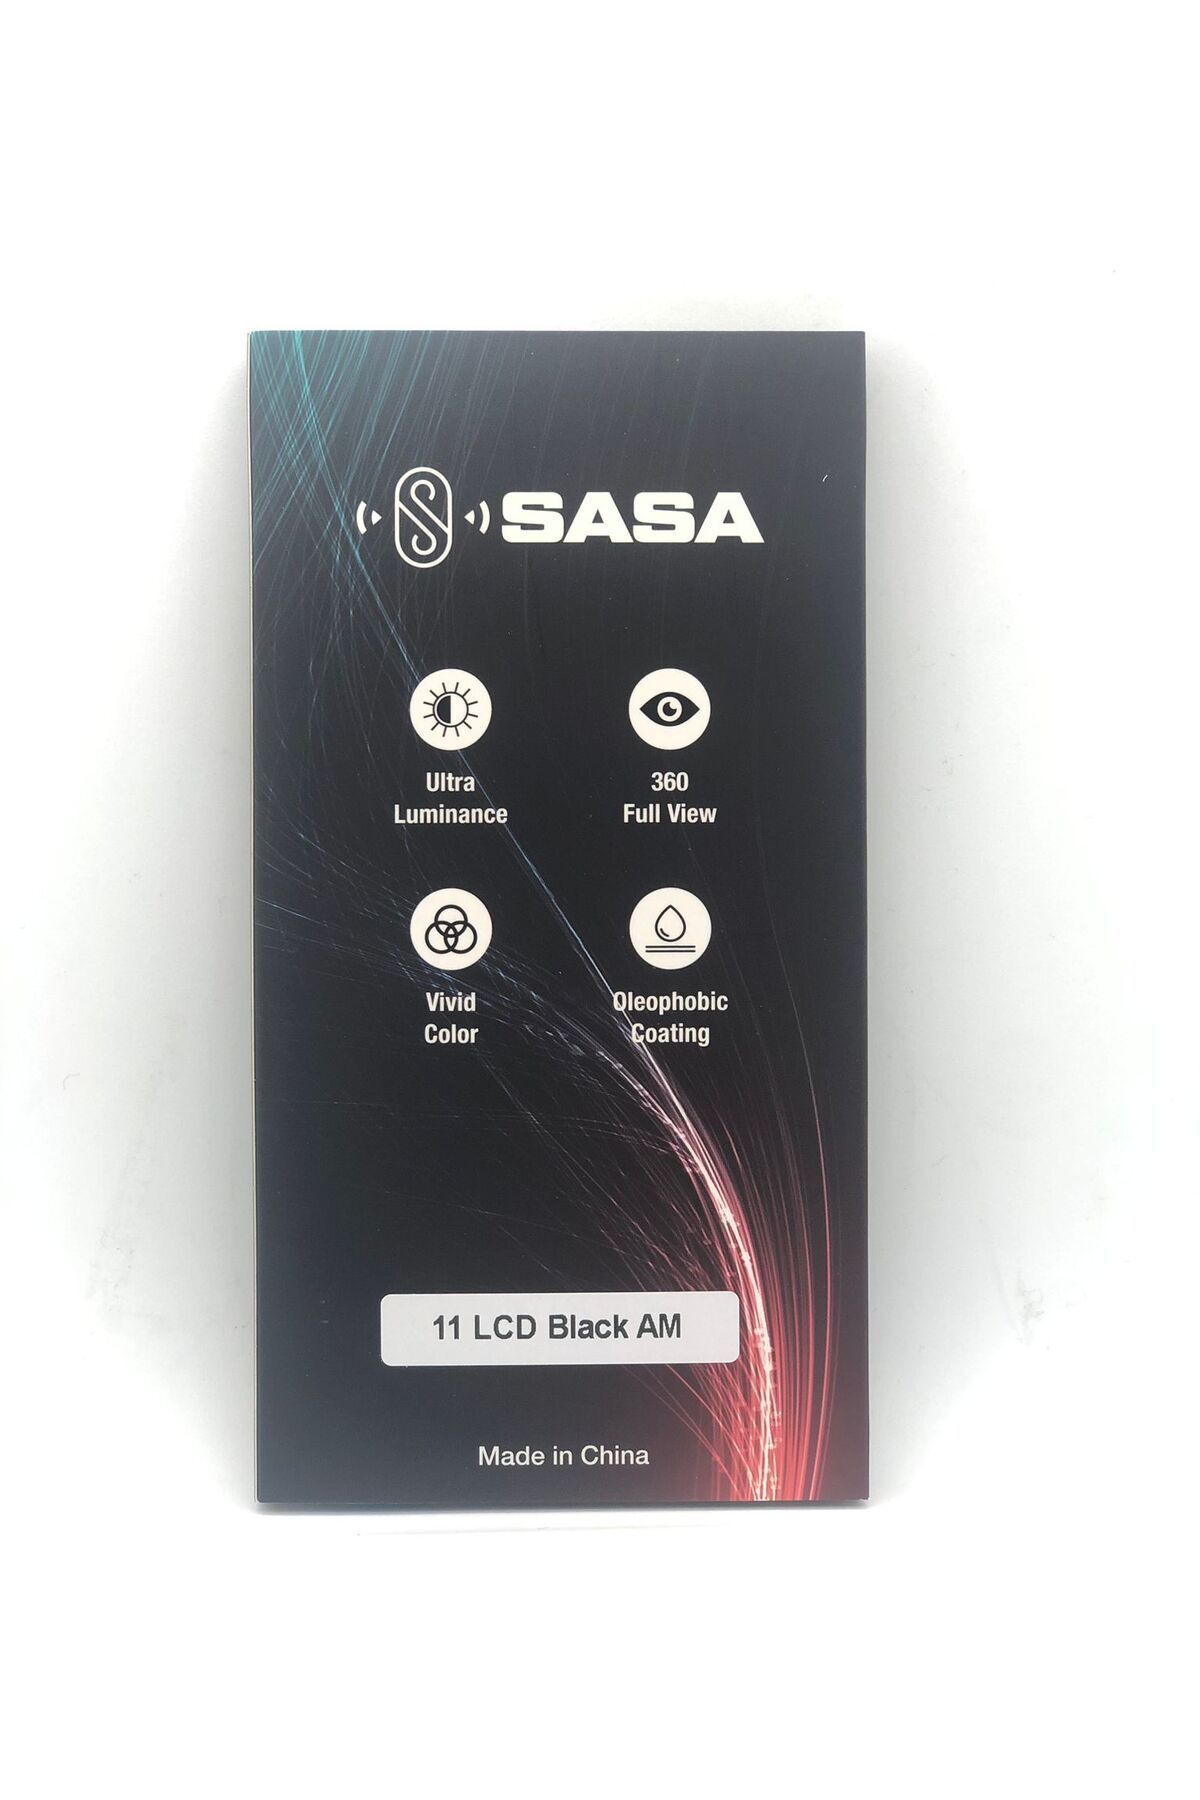 SASA
Ultra
Luminance
360
Full View
Vivid
Color
Oleophobic
Coating
11 LCD Black AM
Made in China